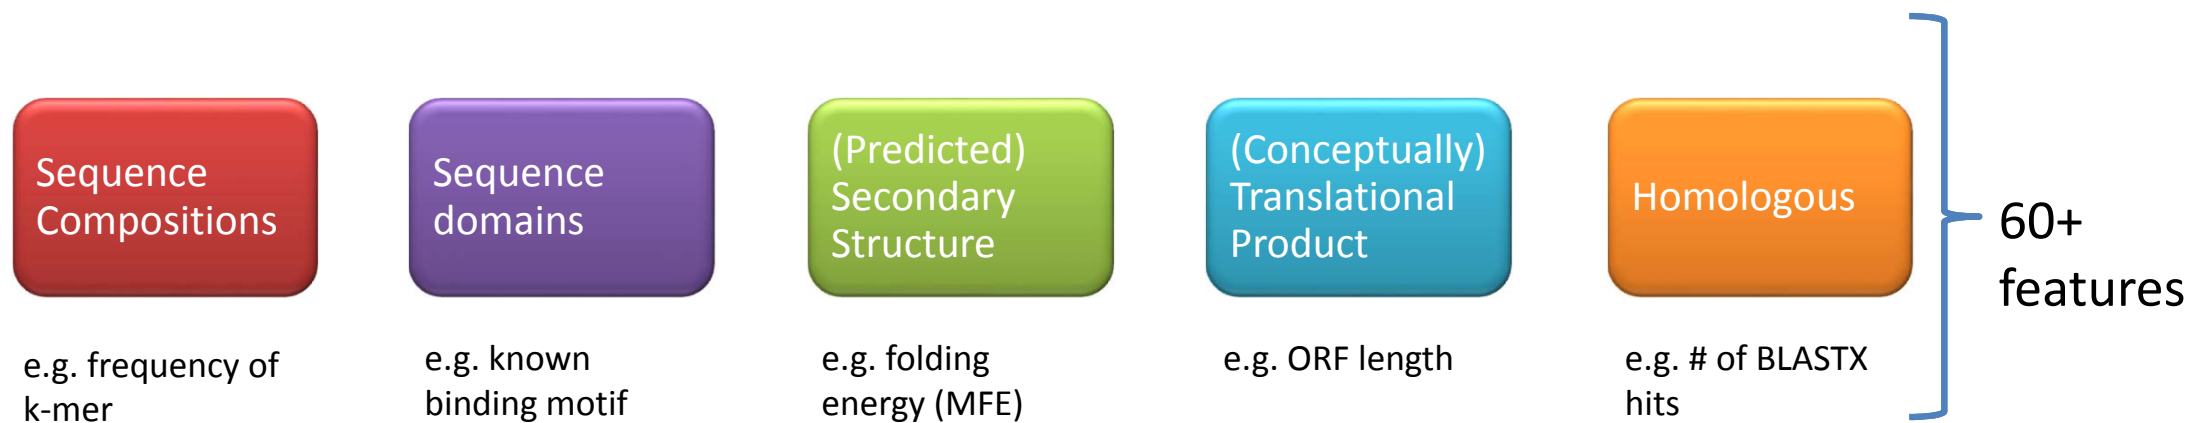 Sequence
Compositions
Sequence
domains
(Predicted)
Secondary
Structure
(Conceptually)
Translational
Product
Homologous
60+
features
e.g. frequency of
k-mer
e.g. known
binding motif
e.g. folding
energy (MFE)
e.g. ORF length
e.g. # of BLASTX
hits